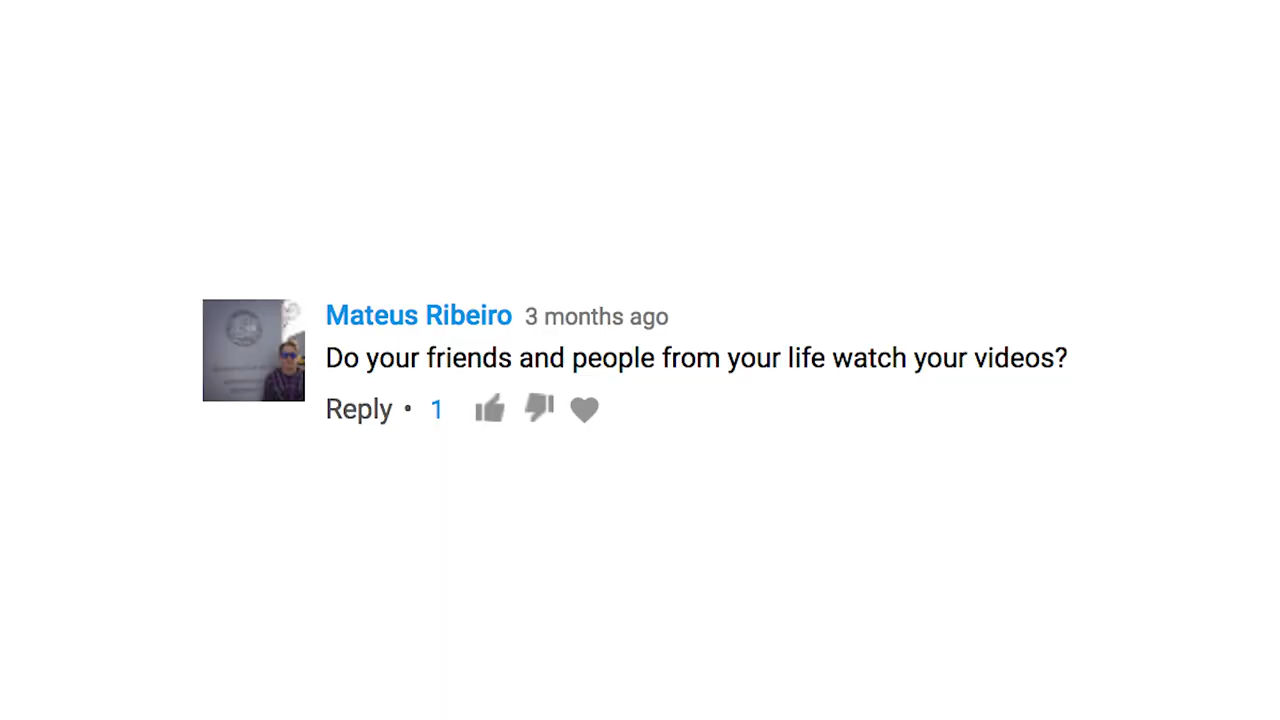 Mateus Ribeiro 3 months ago
Do your friends and people from your life watch your videos?
Reply • 1